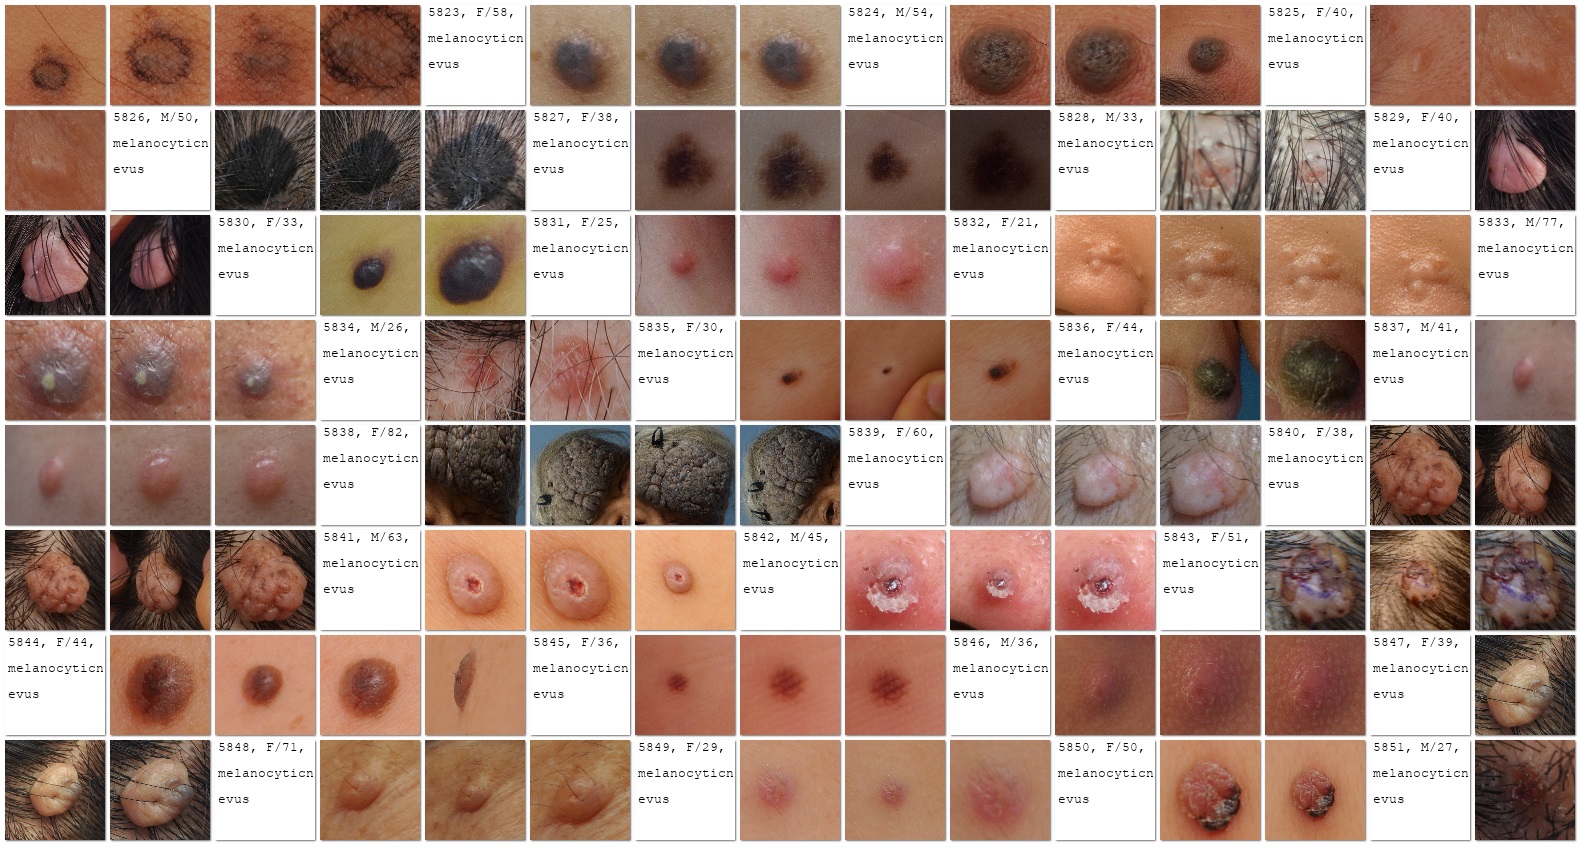 5823, F/58,
melanocyticn
evus
5824, M/54,
melanocyticn
evus
5825, F/40,
melanocyticn
evus
5826, M/50,
melanocyticn
evus
5827, F/38,
melanocyticn
evus
5828, M/33,
melanocyticn
evus
5829, F/40,
melanocyticn
evus
5830, F/33,
melanocyticn
evus
5831, F/25,
melanocyticn
evus
5832, F/21,
melanocyticn
evus
5833, M/77,
melanocyticn
evus
5834, M/26,
melanocyticn
evus
5835, F/30,
melanocyticn
evus
5836, F/44,
melanocyticn
evus
5837, M/41,
melanocyticn
evus
5838, F/82,
melanocyticn
evus
5839, F/60,
melanocyticn
evus
5840, F/38,
melanocyticn
evus
5841, M/63,
melanocyticn
evus
5842, M/45,
melanocyticn
evus
5843, F/51,
melanocyticn
evus
5844, F/44,
melanocyticn
evus
5845, F/36,
melanocyticn
evus
5846, M/36,
melanocyticn
evus
5847, F/39,
melanocyticn
evus
5848, F/71,
melanocyticn
evus
5849, F/29,
melanocyticn
evus
5850, F/50,
melanocyticn
evus
5851, M/27,
melanocyticn
evus